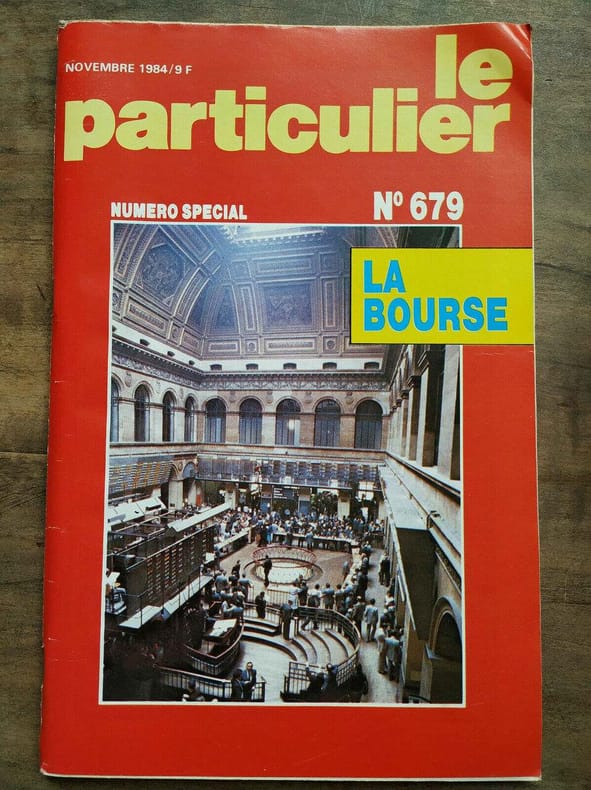 NOVEMBRE 1984/9 F
le
particulier
NUMERO SPECIAL
Nº 679
LA
BOURSE